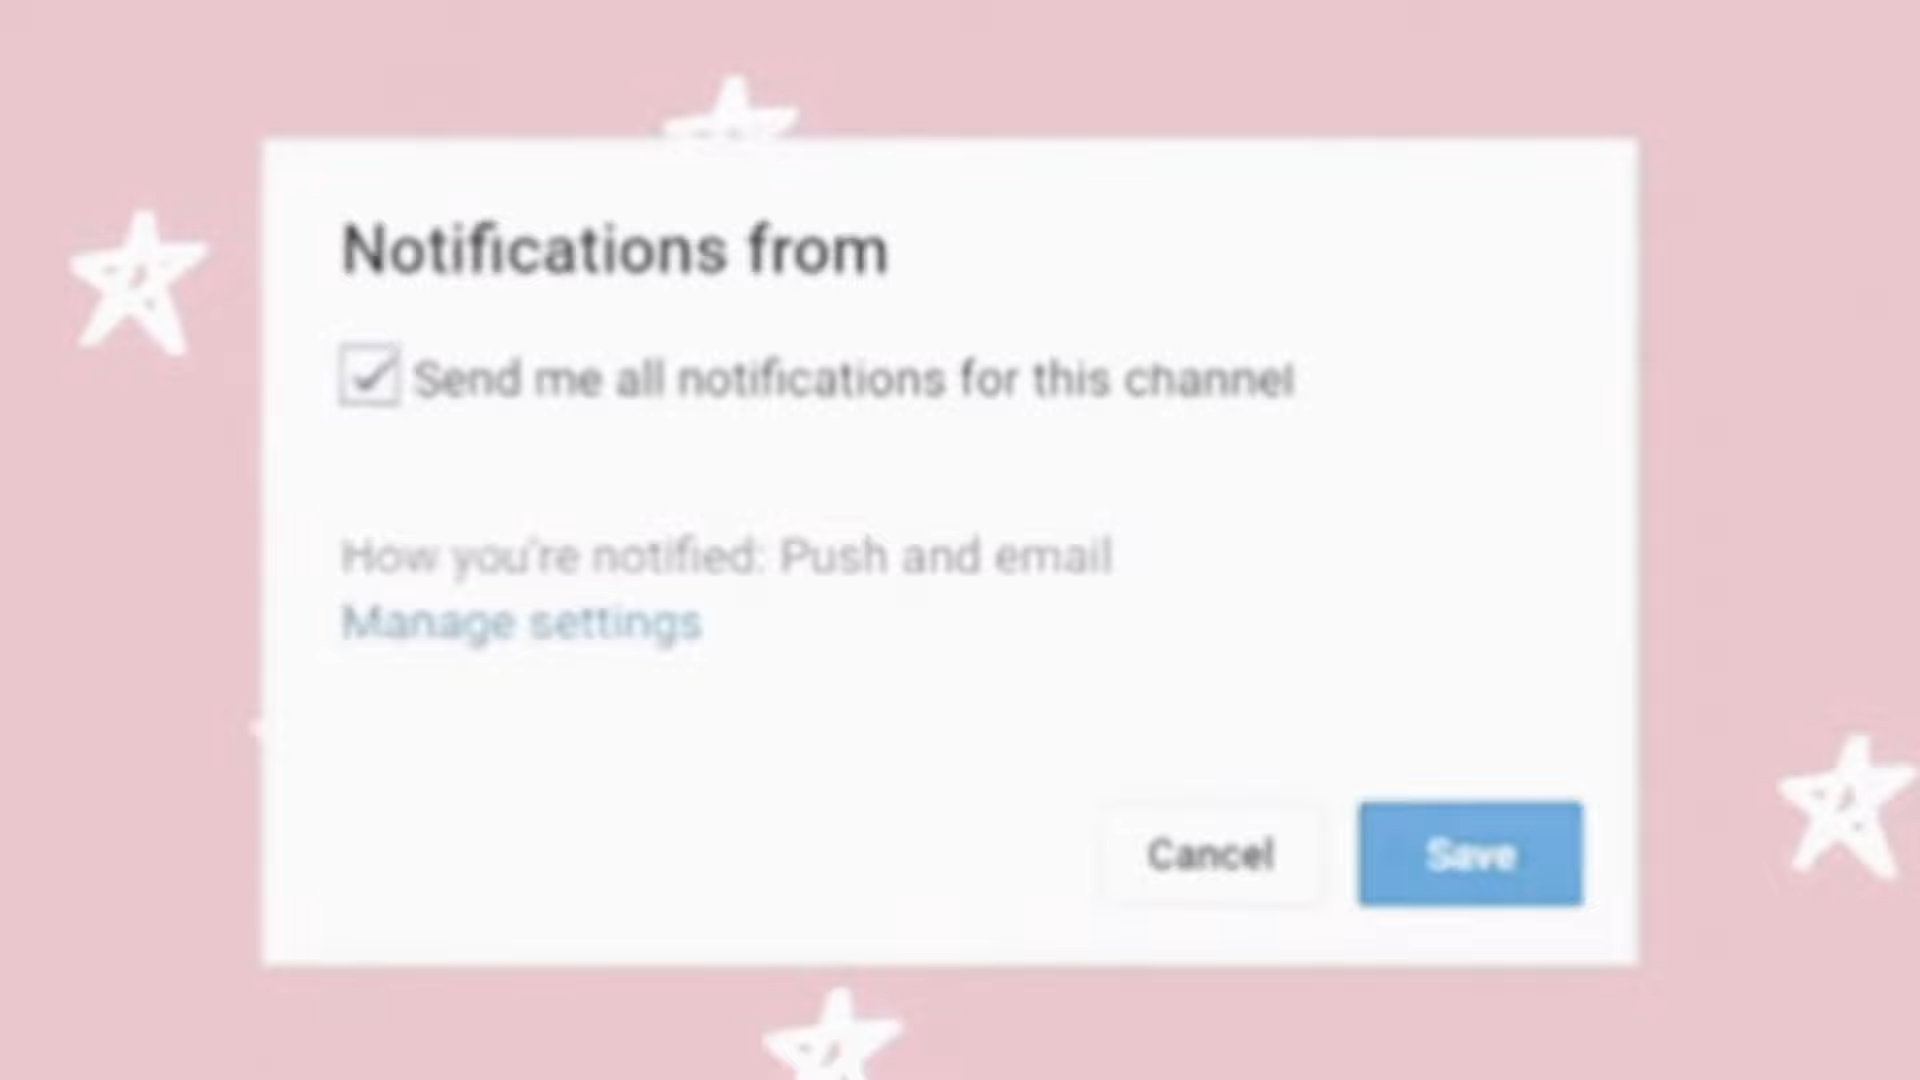 Notifications from
Send me all notifications for this channel
How you're notified: Push and email
Manage settings
Cancel
Save